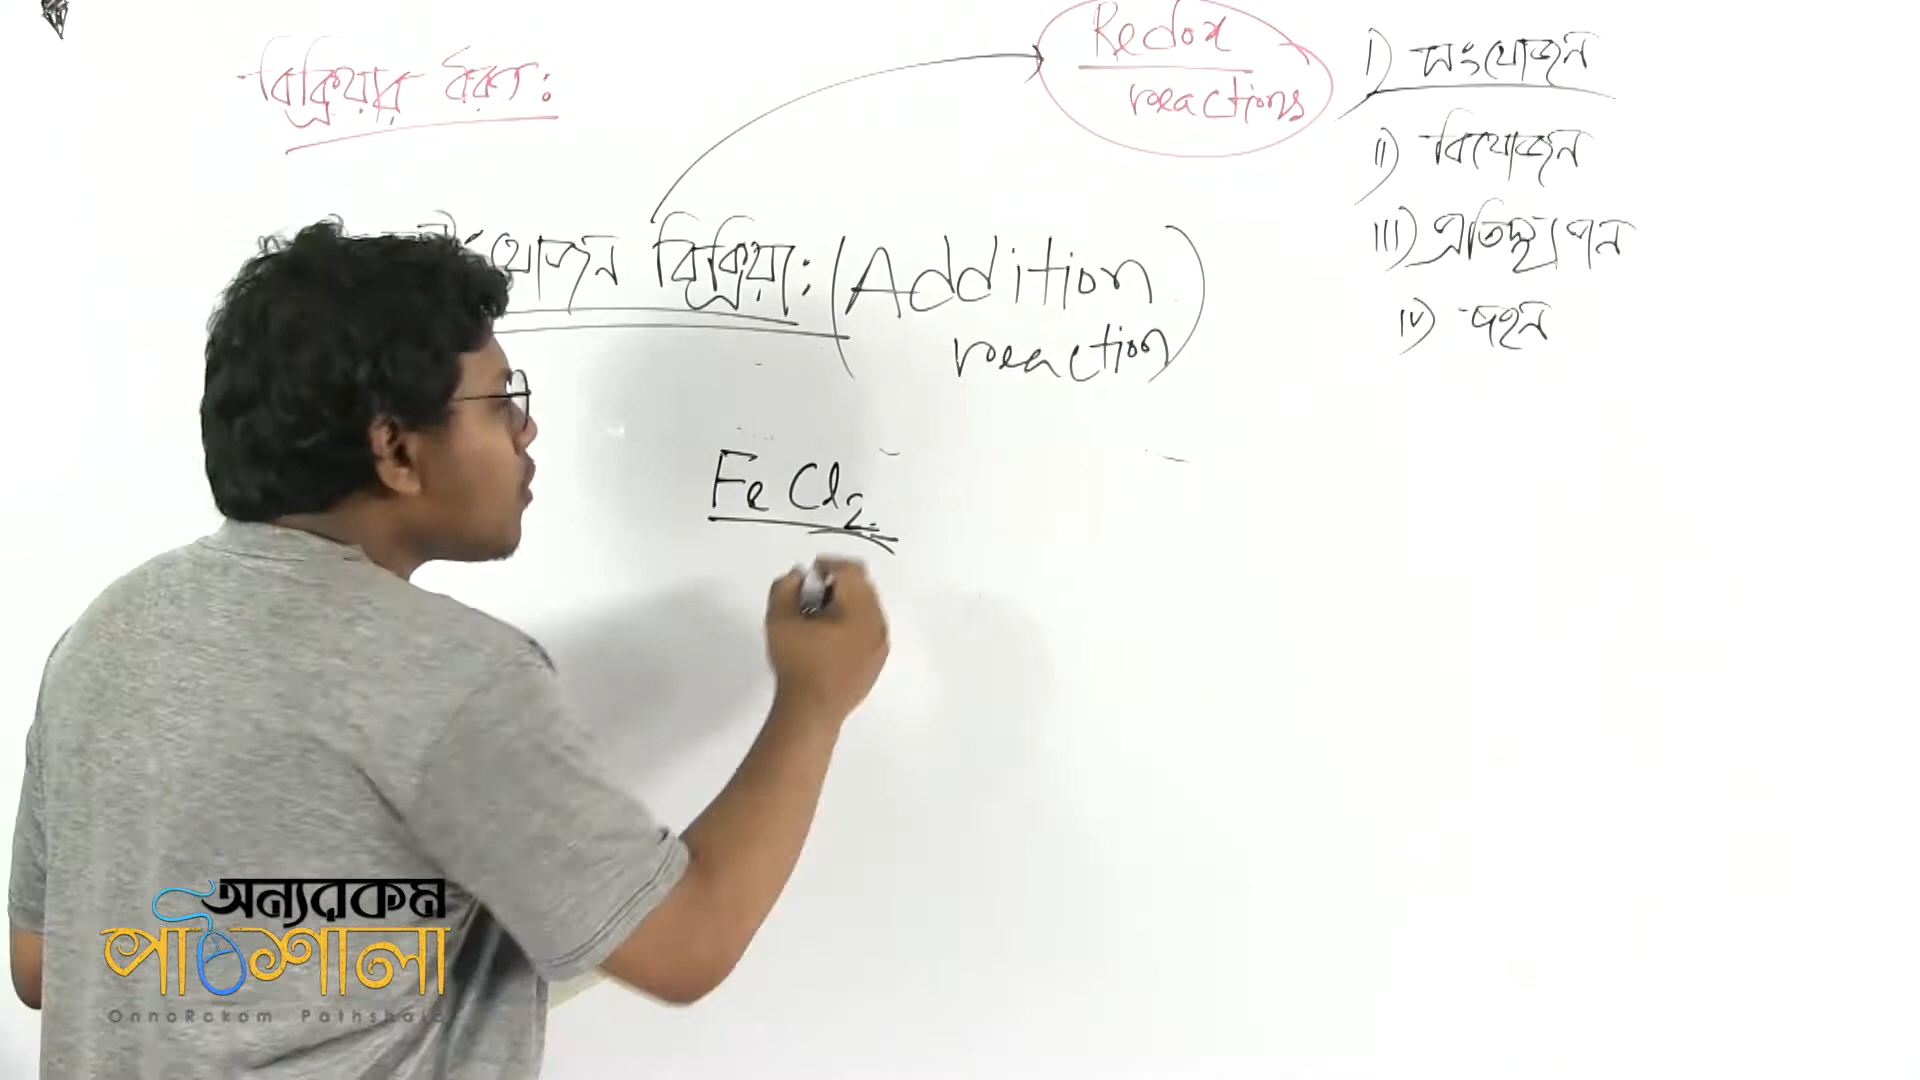 বিক্রিয়ার ধরণ :
Redox
reactions
i) সংযোজন
ii) বিযোজন
iii) প্রতিস্থাপন
iv) দহন
সংযোজন বিক্রিয়া : (Addition
reaction)
FeCl2
অন্যরকম
পাঠশালা
OnnoRokom Pathshala